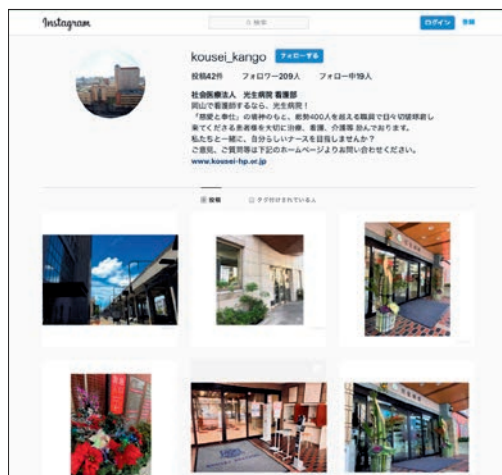 Instagram
検索
ログイン
登録
kousei_kango
フォローする
投稿42件 フォロワー209人 フォロー中19人
社会医療法人 光生病院 看護部
岡山で看護師するなら、光生病院！
「慈愛と奉仕」の精神のもと、総勢400人を超える職員で日々切磋琢磨し
来てくださる患者様を大切に治療、看護、介護等 励んでおります。
私たちと一緒に、自分らしいナースを目指しませんか？
ご意見、ご質問等は下記のホームページよりお問い合わせください。
www.kousei-hp.or.jp
投稿
タグ付けされている人